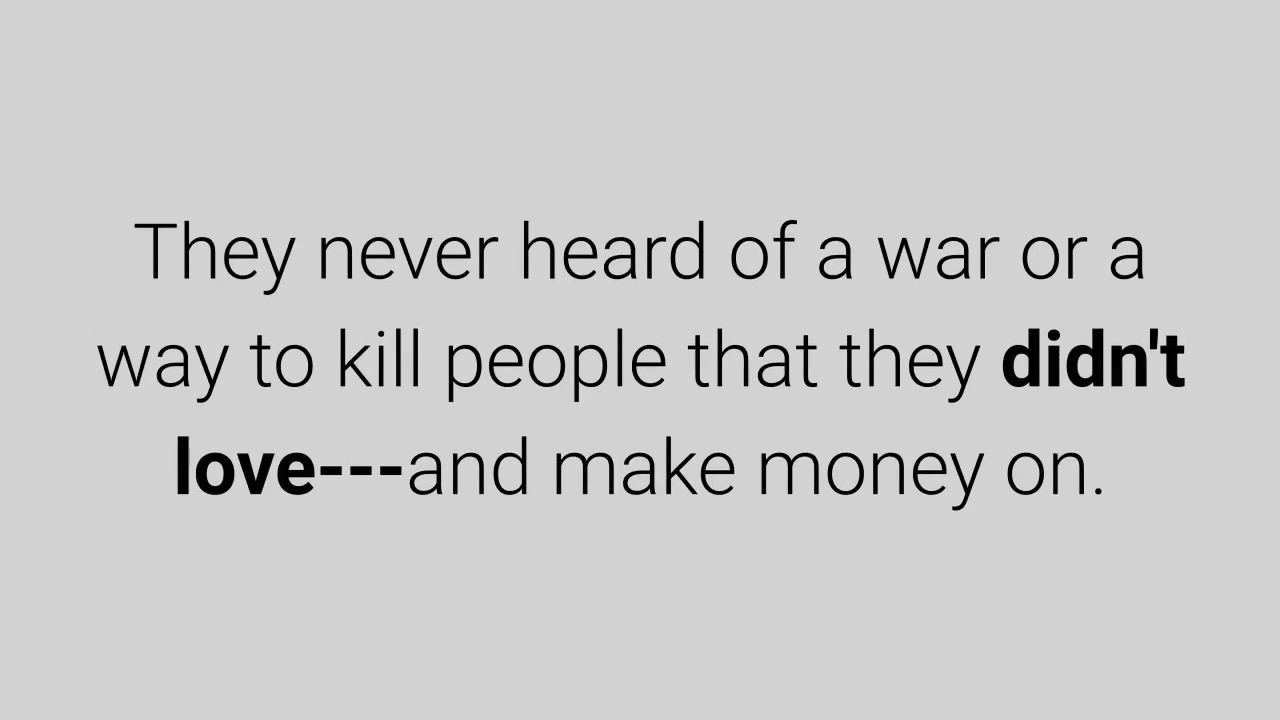 They never heard of a war or a
way to kill people that they didn't
love---and make money on.